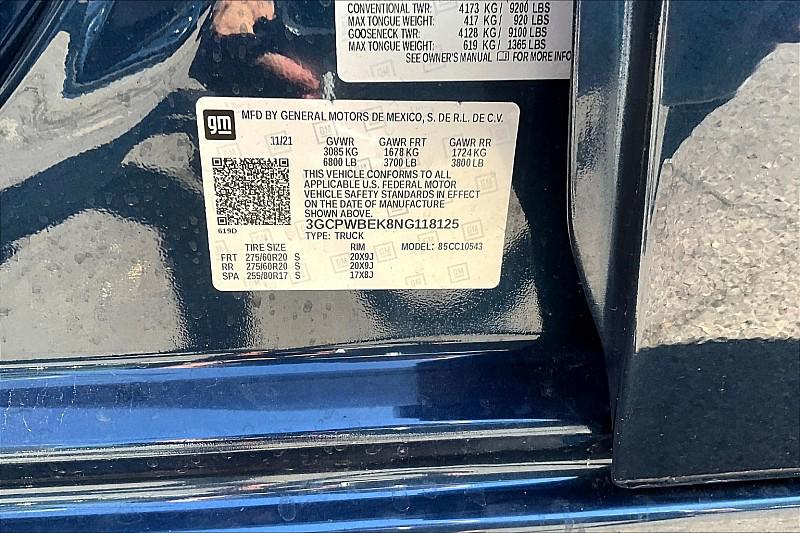 CONVENTIONAL TWR: 4173 KG/ 9200 LBS
MAX TONGUE WEIGHT: 417 KG/ 920 LBS
GOOSENECK TWR: 4128 KG/ 9100 LBS
MAX TONGUE WEIGHT: 619 KG/ 1365 LBS
SEE OWNER'S MANUAL FOR MORE INFO
gm MFD BY GENERAL MOTORS DE MEXICO, S. DE R.L. DE C.V.
11/21 GVWR GAWR FRT GAWR RR
3085 KG 1678 KG 1724 KG
6800 LB 3700 LB 3800 LB
THIS VEHICLE CONFORMS TO ALL
APPLICABLE U.S. FEDERAL MOTOR
VEHICLE SAFETY STANDARDS IN EFFECT
ON THE DATE OF MANUFACTURE
SHOWN ABOVE.
619D 3GCPWBEK8NG118125
TYPE: TRUCK MODEL: 85CC10543
TIRE SIZE RIM
FRT 275/60R20 S 20X9J
RR 275/60R20 S 20X9J
SPA 255/80R17 S 17X8J